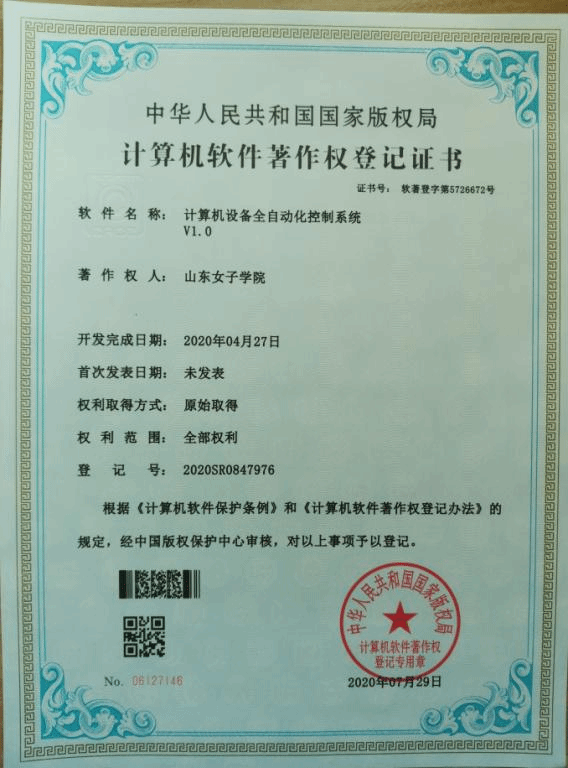 中华人民共和国国家版权局
计算机软件著作权登记证书
证书号： 软著登字第5726672号
软件名称： 计算机设备全自动化控制系统
V1.0
著作权人： 山东女子学院
开发完成日期： 2020年04月27日
首次发表日期： 未发表
权利取得方式： 原始取得
权利范围： 全部权利
登记号： 2020SR0847976
根据《计算机软件保护条例》和《计算机软件著作权登记办法》的
规定，经中国版权保护中心审核，对以上事项予以登记。
中华人民共和国国家版权局
计算机软件著作权
登记专用章
No. 06127146
2020年07月29日